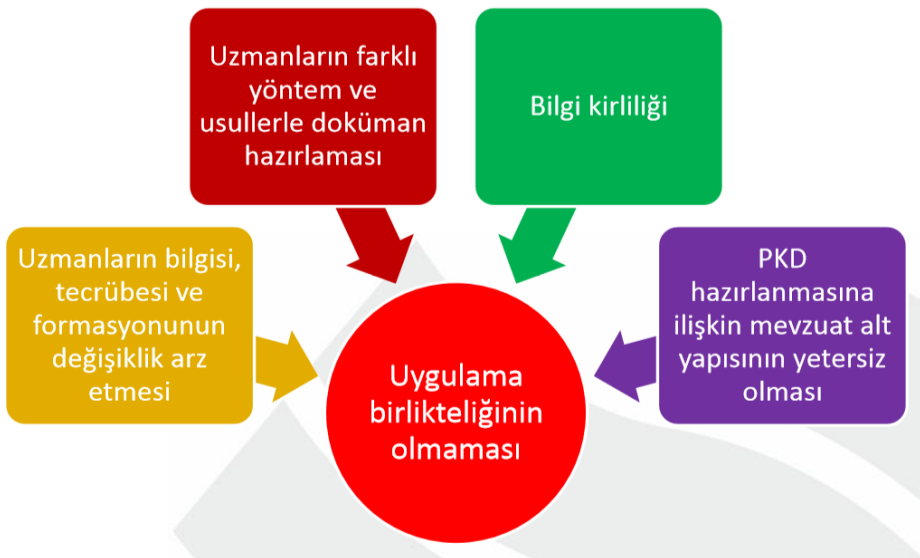 Uzmanların farklı
yöntem ve
usullerle doküman
hazırlaması
Bilgi kirliliği
Uzmanların bilgisi,
tecrübesi ve
formasyonunun
değişiklik arz
etmesi
PKD
hazırlanmasına
ilişkin mevzuat alt
yapısının yetersiz
olması
Uygulama
birlikteliğinin
olmaması